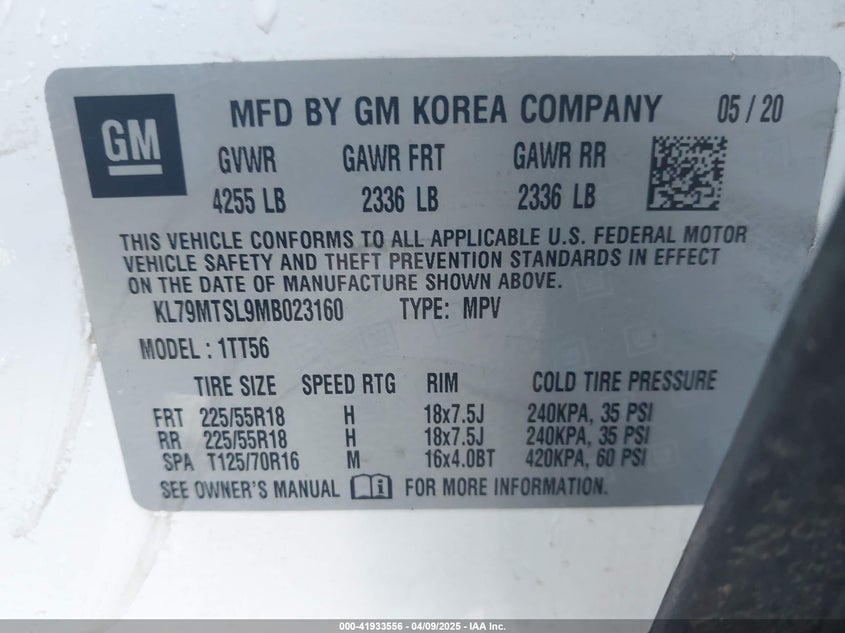 GM
MFD BY GM KOREA COMPANY 05 / 20
GVWR GAWR FRT GAWR RR
4255 LB 2336 LB 2336 LB
THIS VEHICLE CONFORMS TO ALL APPLICABLE U.S. FEDERAL MOTOR
VEHICLE SAFETY AND THEFT PREVENTION STANDARDS IN EFFECT
ON THE DATE OF MANUFACTURE SHOWN ABOVE.
KL79MTSL9MB023160 TYPE: MPV
MODEL : 1TT56
TIRE SIZE SPEED RTG RIM COLD TIRE PRESSURE
FRT 225/55R18 H 18x7.5J 240KPA, 35 PSI
RR 225/55R18 H 18x7.5J 240KPA, 35 PSI
SPA T125/70R16 M 16x4.0BT 420KPA, 60 PSI
SEE OWNER'S MANUAL FOR MORE INFORMATION.
000-41933556 - 04/09/2025 - IAA Inc.